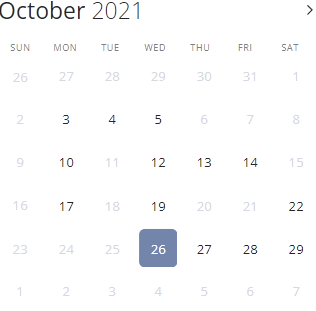 October 2021
SUN MON TUE WED THU FRI SAT
26 27 28 29 30 31 1
2 3 4 5 6 7 8
9 10 11 12 13 14 15
16 17 18 19 20 21 22
23 24 25 26 27 28 29
1 2 3 4 5 6 7